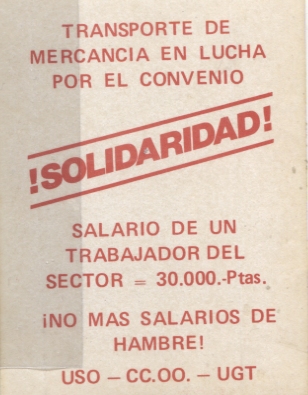 TRANSPORTE DE
MERCANCIA EN LUCHA
POR EL CONVENIO
!SOLIDARIDAD!
SALARIO DE UN
TRABAJADOR DEL
SECTOR = 30.000.-Ptas.
¡NO MAS SALARIOS DE
HAMBRE!
USO – CC.OO. – UGT